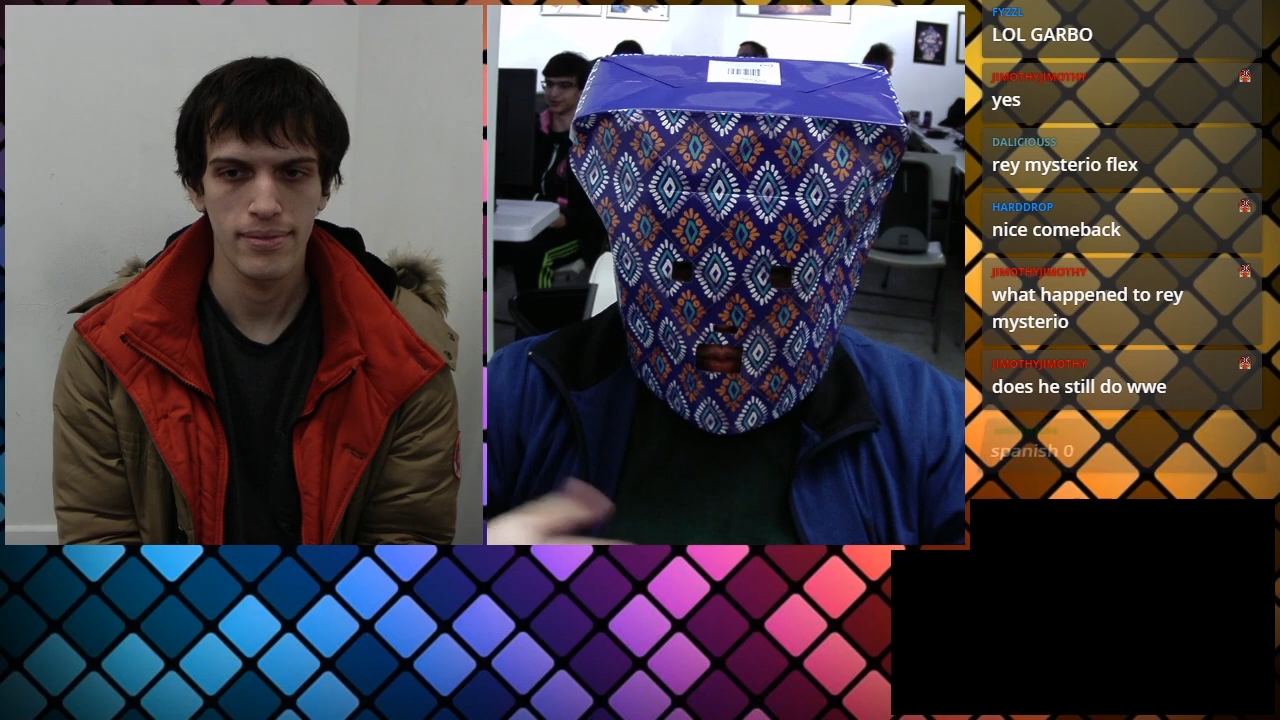 FYZZL
LOL GARBO
JIMOTHYJIMOTHY
yes
DALICIOUSS
rey mysterio flex
HARDDROP
nice comeback
JIMOTHYJIMOTHY
what happened to rey
mysterio
JIMOTHYJIMOTHY
does he still do wwe
spanish 0